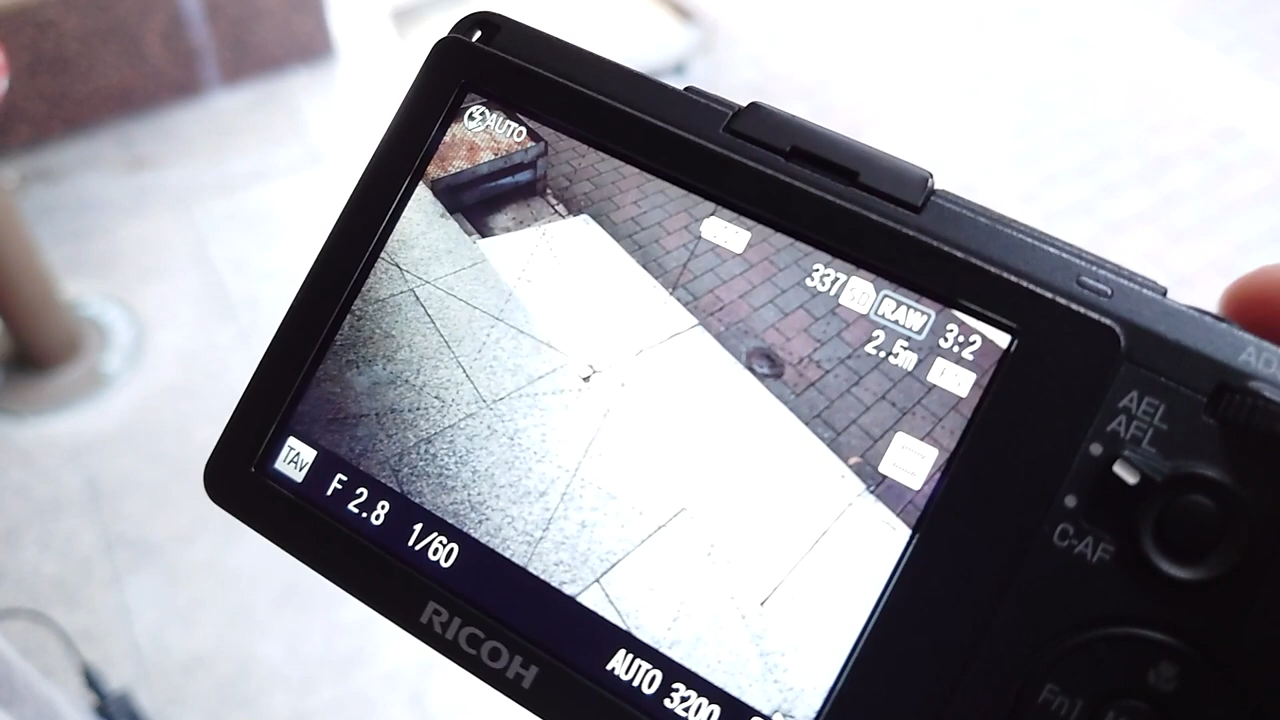 AUTO
337 SD RAW 3:2
2.5m
TAv F 2.8 1/60
AUTO 3200
RICOH
AEL
AFL
C-AF
Fn1